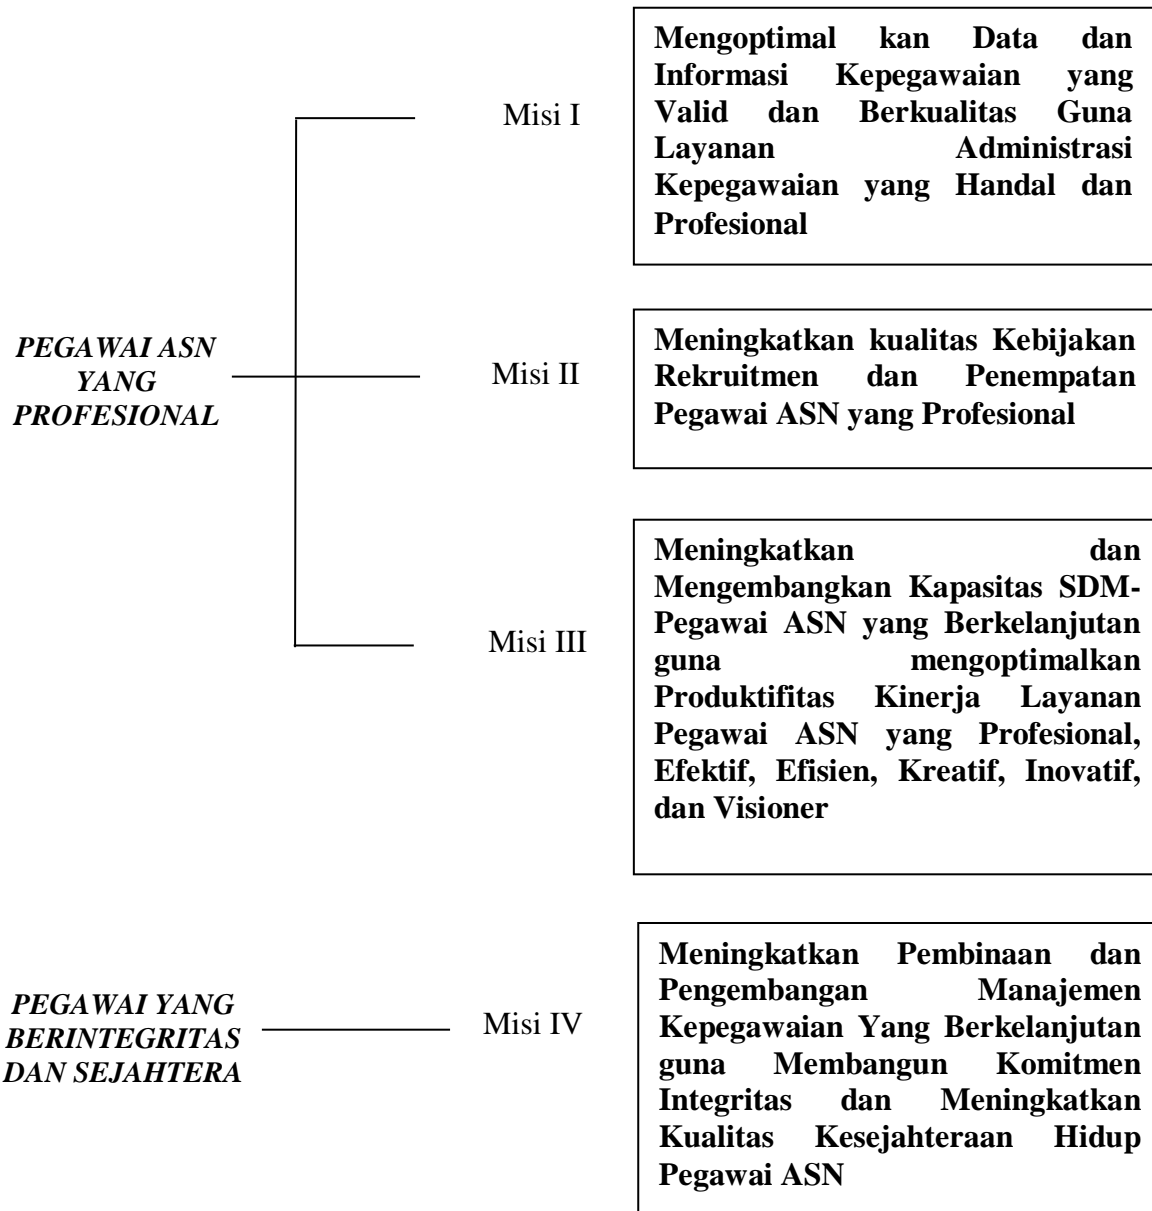 PEGAWAI ASN
YANG
PROFESIONAL
Misi I
Mengoptimal kan Data dan
Informasi Kepegawaian yang
Valid dan Berkualitas Guna
Layanan Administrasi
Kepegawaian yang Handal dan
Profesional
Misi II
Meningkatkan kualitas Kebijakan
Rekruitmen dan Penempatan
Pegawai ASN yang Profesional
Misi III
Meningkatkan dan
Mengembangkan Kapasitas SDM-
Pegawai ASN yang Berkelanjutan
guna mengoptimalkan
Produktifitas Kinerja Layanan
Pegawai ASN yang Profesional,
Efektif, Efisien, Kreatif, Inovatif,
dan Visioner
PEGAWAI YANG
BERINTEGRITAS
DAN SEJAHTERA
Misi IV
Meningkatkan Pembinaan dan
Pengembangan Manajemen
Kepegawaian Yang Berkelanjutan
guna Membangun Komitmen
Integritas dan Meningkatkan
Kualitas Kesejahteraan Hidup
Pegawai ASN